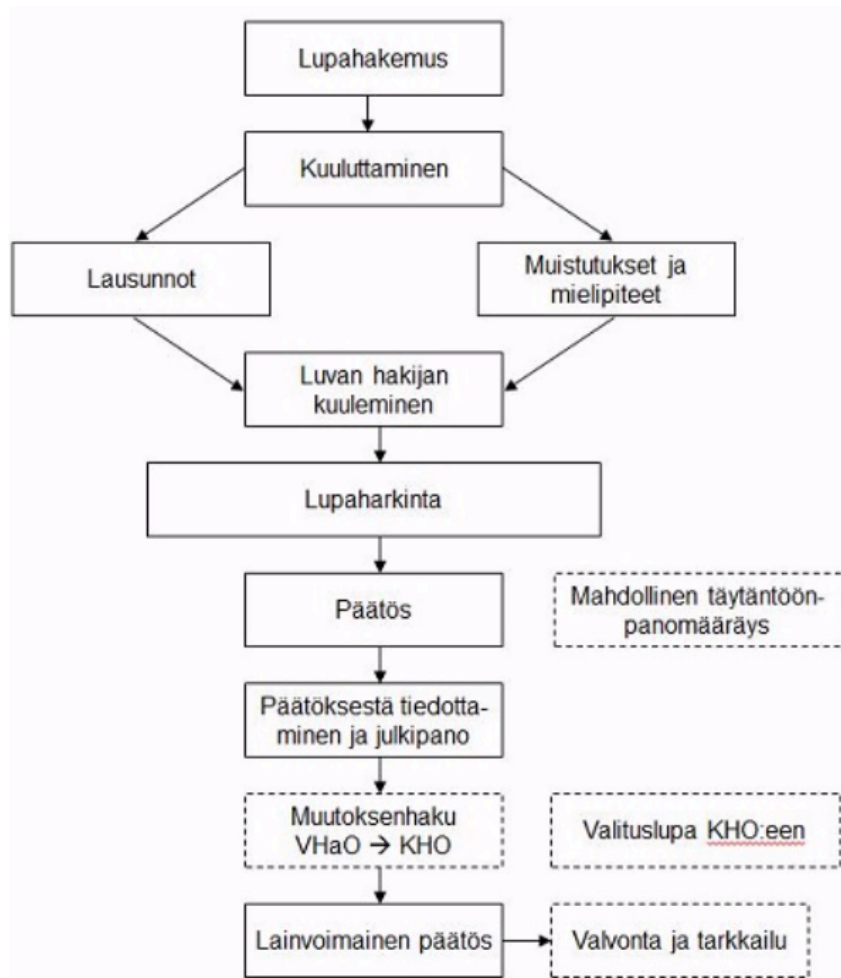 Lupahakemus
Kuuluttaminen
Lausunnot
Muistutukset ja
mielipiteet
Luvan hakijan
kuuleminen
Lupaharkinta
Päätös
Mahdollinen täytäntöön-
panomääräys
Päätöksestä tiedotta-
minen ja julkipano
Muutoksenhaku
VHaO → KHO
Valituslupa KHO:een
Lainvoimainen päätös
Valvonta ja tarkkailu